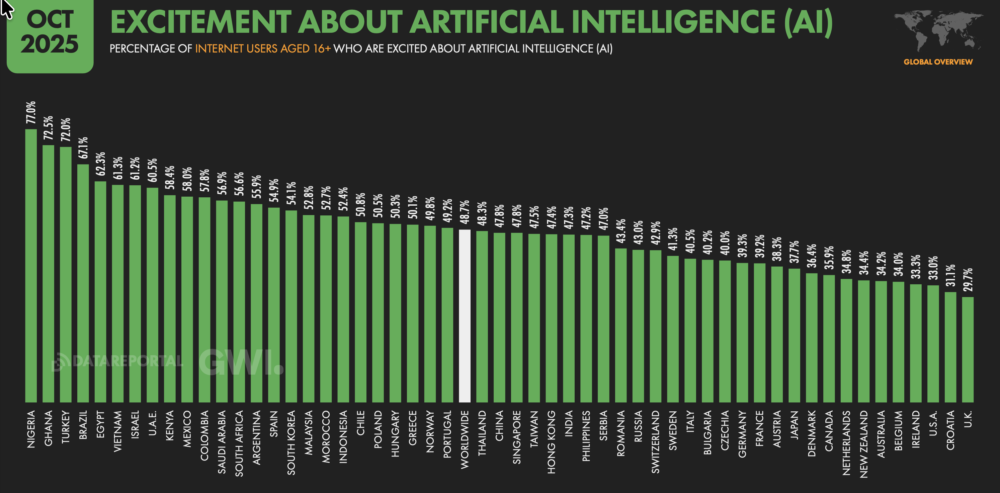 OCT
2025
EXCITEMENT ABOUT ARTIFICIAL INTELLIGENCE (AI)
PERCENTAGE OF INTERNET USERS AGED 16+ WHO ARE EXCITED ABOUT ARTIFICIAL INTELLIGENCE (AI)
GLOBAL OVERVIEW
77.0%
72.5%
72.0%
67.1%
62.3%
61.3%
61.2%
60.5%
58.4%
58.0%
57.8%
56.9%
56.6%
55.9%
54.9%
54.1%
52.8%
52.7%
52.4%
50.8%
50.5%
50.3%
50.1%
49.8%
49.2%
48.7%
48.3%
47.8%
47.8%
47.5%
47.4%
47.3%
47.2%
47.0%
43.4%
43.0%
42.9%
41.3%
40.5%
40.2%
40.0%
39.3%
39.2%
38.3%
37.7%
36.4%
35.9%
34.8%
34.4%
34.2%
34.0%
33.3%
33.0%
31.1%
29.7%
DATAREPORTAL
GWI.
NIGERIA
GHANA
TURKEY
BRAZIL
EGYPT
VIETNAM
ISRAEL
U.A.E.
KENYA
MEXICO
COLOMBIA
SAUDI ARABIA
SOUTH AFRICA
ARGENTINA
SPAIN
SOUTH KOREA
MALAYSIA
MOROCCO
INDONESIA
CHILE
POLAND
HUNGARY
GREECE
NORWAY
PORTUGAL
WORLDWIDE
THAILAND
CHINA
SINGAPORE
TAIWAN
HONG KONG
INDIA
PHILIPPINES
SERBIA
ROMANIA
RUSSIA
SWITZERLAND
SWEDEN
ITALY
BULGARIA
CZECHIA
GERMANY
FRANCE
AUSTRIA
JAPAN
DENMARK
CANADA
NETHERLANDS
NEW ZEALAND
AUSTRALIA
BELGIUM
IRELAND
U.S.A.
CROATIA
U.K.